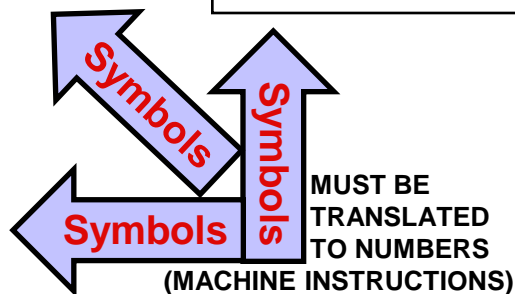 Symbols
Symbols
Symbols
MUST BE
TRANSLATED
TO NUMBERS
(MACHINE INSTRUCTIONS)